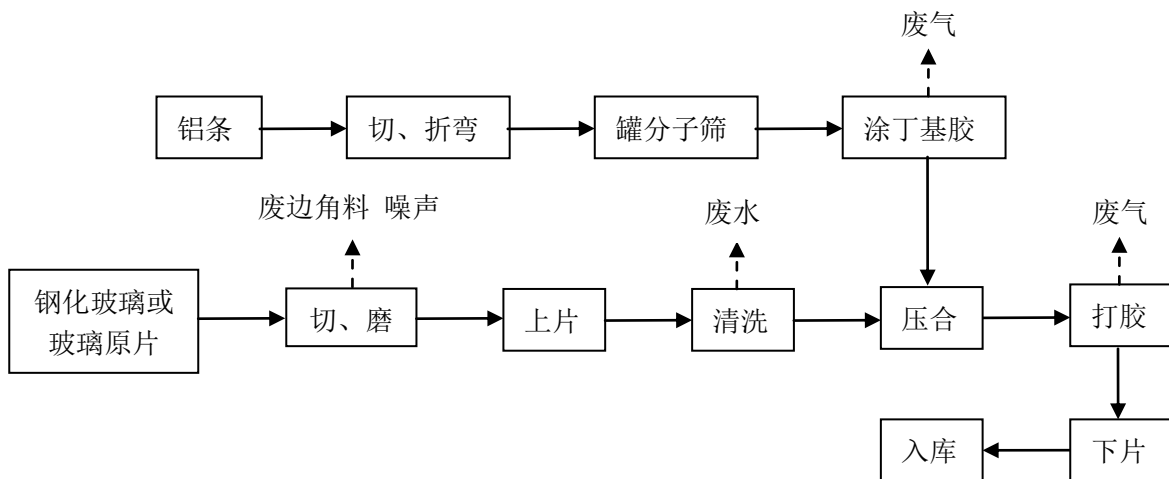 废气
铝条
切、折弯
罐分子筛
涂丁基胶
废边角料 噪声
废水
废气
钢化玻璃或
玻璃原片
切、磨
上片
清洗
压合
打胶
入库
下片